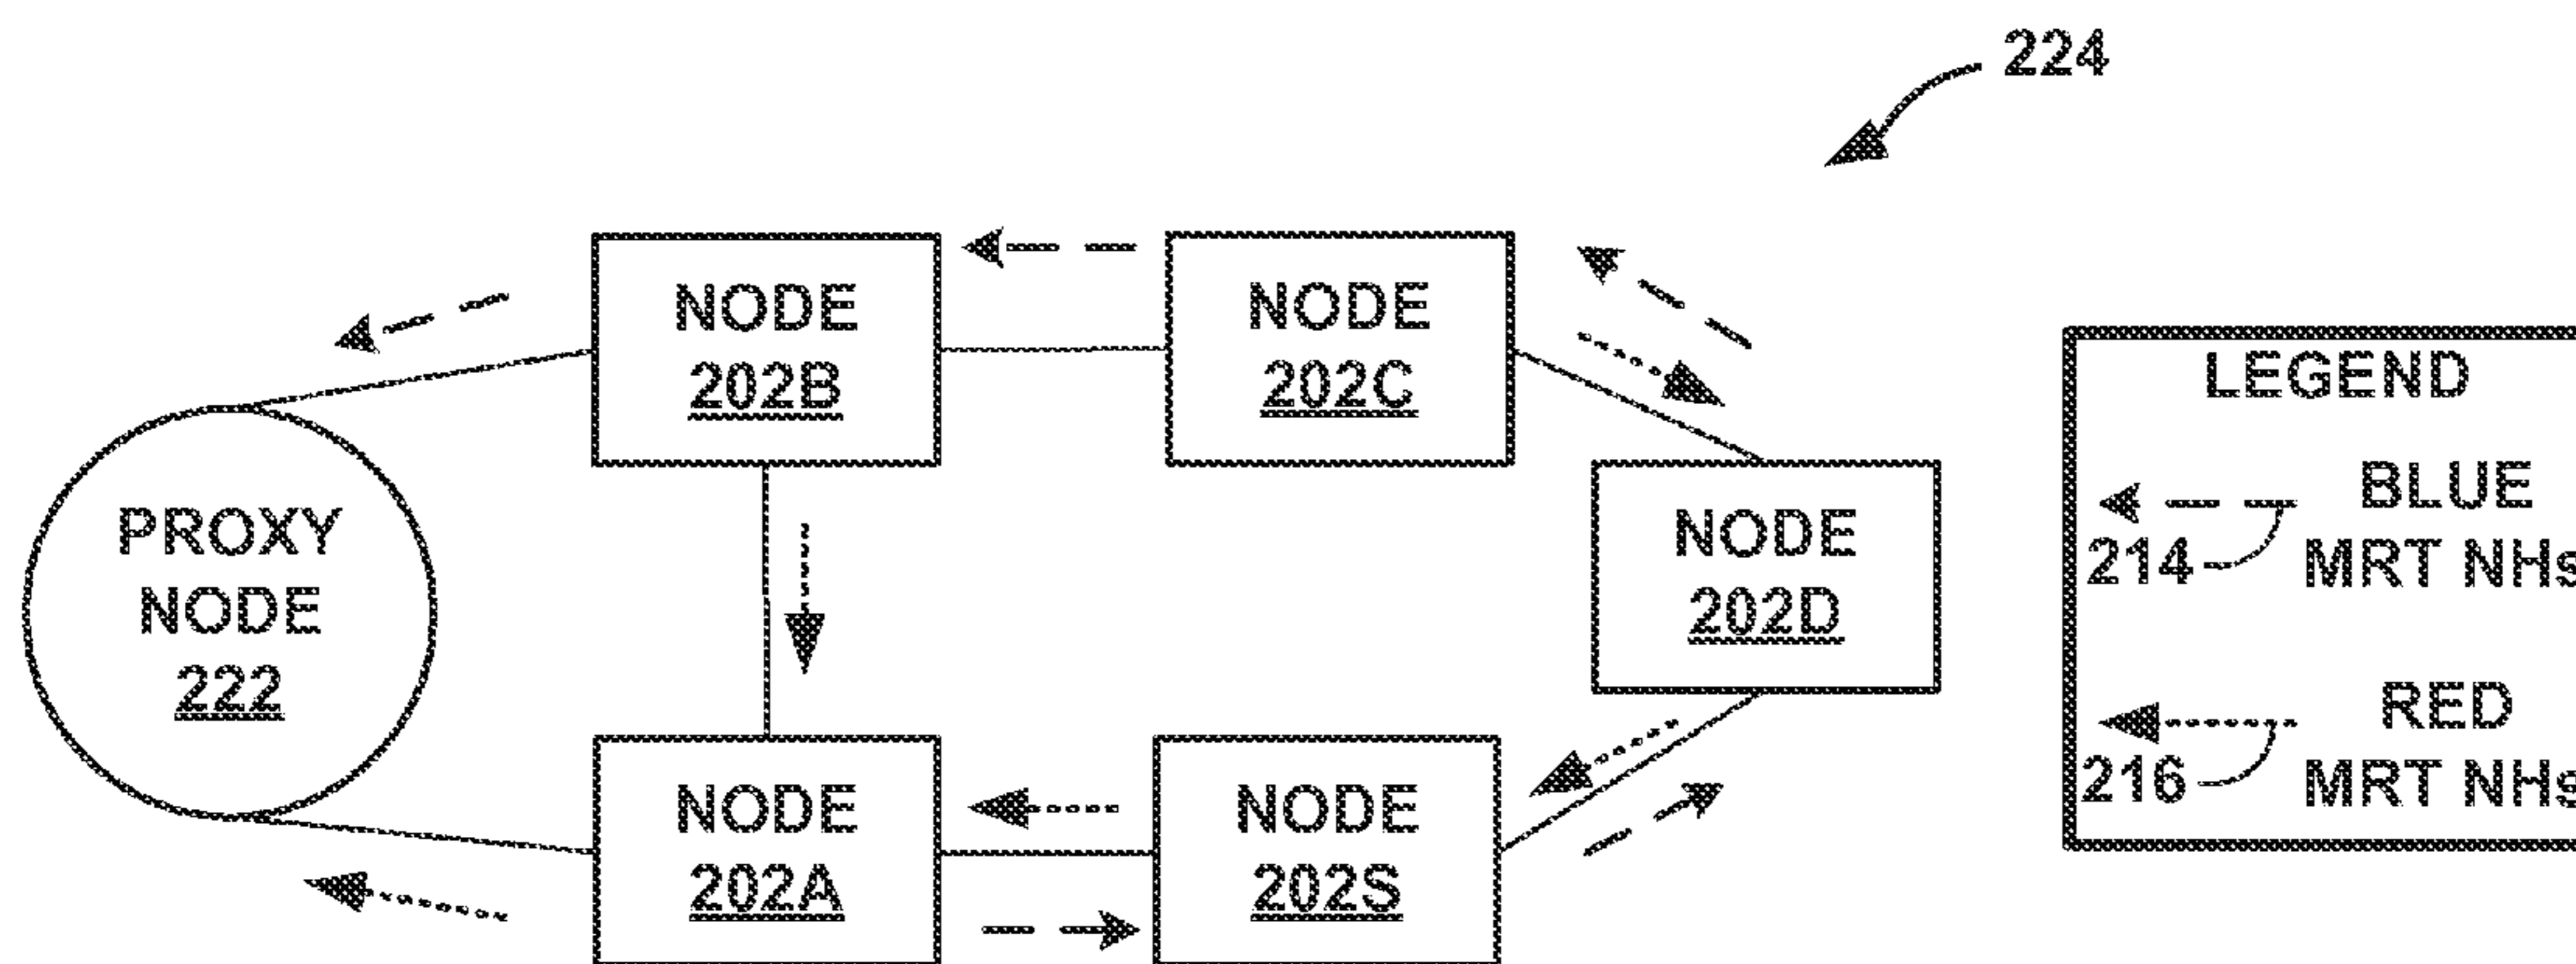 224
NODE
202B
NODE
202C
PROXY
NODE
222
NODE
202D
NODE
202A
NODE
202S
LEGEND
BLUE
214 MRT NHs
RED
216 MRT NHs